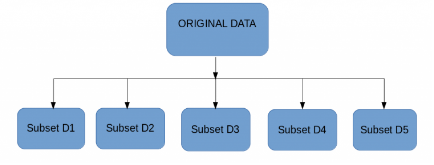 ORIGINAL DATA
Subset D1
Subset D2
Subset D3
Subset D4
Subset D5